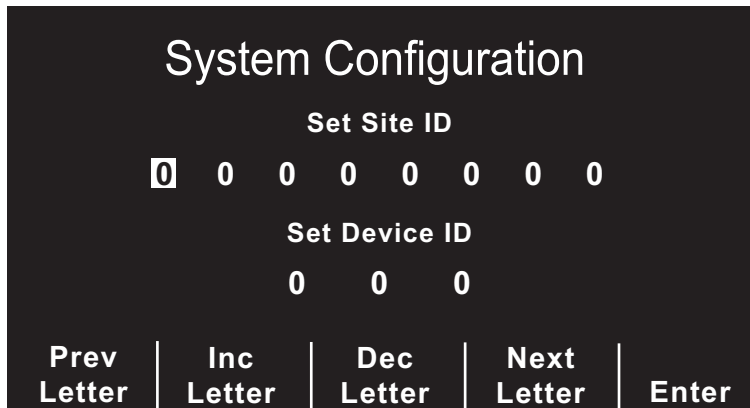 System Configuration
Set Site ID
0 0 0 0 0 0 0 0
Set Device ID
0 0 0
Prev Letter
Inc Letter
Dec Letter
Next Letter
Enter